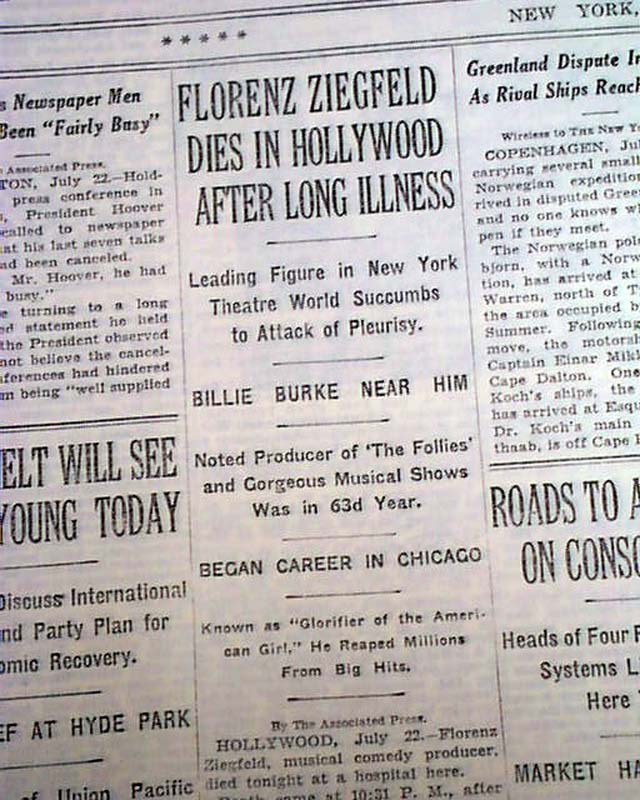 NEW YORK,
* * * * *
s Newspaper Men
Been "Fairly Busy"
Associated Press.
TON, July 22.—Hold-
press conference in
President Hoover
called to newspaper
at his last seven talks
ad been canceled.
Mr. Hoover, he had
busy."
e turning to a long
ed statement he held
the President observed
not believe the cancel-
ferences had hindered
m being "well supplied
ELT WILL SEE
YOUNG TODAY
Discuss International
nd Party Plan for
omic Recovery.
EF AT HYDE PARK
of Union Pacific
FLORENZ ZIEGFELD
DIES IN HOLLYWOOD
AFTER LONG ILLNESS
Leading Figure in New York
Theatre World Succumbs
to Attack of Pleurisy.
BILLIE BURKE NEAR HIM
Noted Producer of 'The Follies'
and Gorgeous Musical Shows
Was in 63d Year.
BEGAN CAREER IN CHICAGO
Known as "Glorifier of the Ameri-
can Girl," He Reaped Millions
From Big Hits.
By The Associated Press.
HOLLYWOOD, July 22.—Florenz
Ziegfeld, musical comedy producer,
died tonight at a hospital here.
Death came at 10:31 P. M., after
Greenland Dispute In
As Rival Ships Reach
Wireless to THE NEW Y
COPENHAGEN, Jul
carrying several small
Norwegian expedition
rived in disputed Gree
and no one knows wh
pen if they meet.
The Norwegian pol
bjorn, with a Norw
tion, has arrived at
Warren, north of T
the area occupied b
Summer. Following
move, the motorsh
Captain Einar Mikl
Cape Dalton. One
Koch's ships, the
has arrived at Esqu
Dr. Koch's main
thaab, is off Cape
ROADS TO A
ON CONSO
Heads of Four
Systems L
Here
MARKET HA